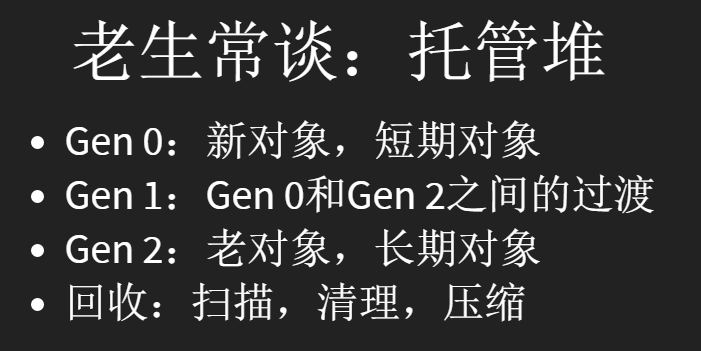 老生常谈：托管堆
• Gen 0：新对象，短期对象
• Gen 1：Gen 0和Gen 2之间的过渡
• Gen 2：老对象，长期对象
• 回收：扫描，清理，压缩